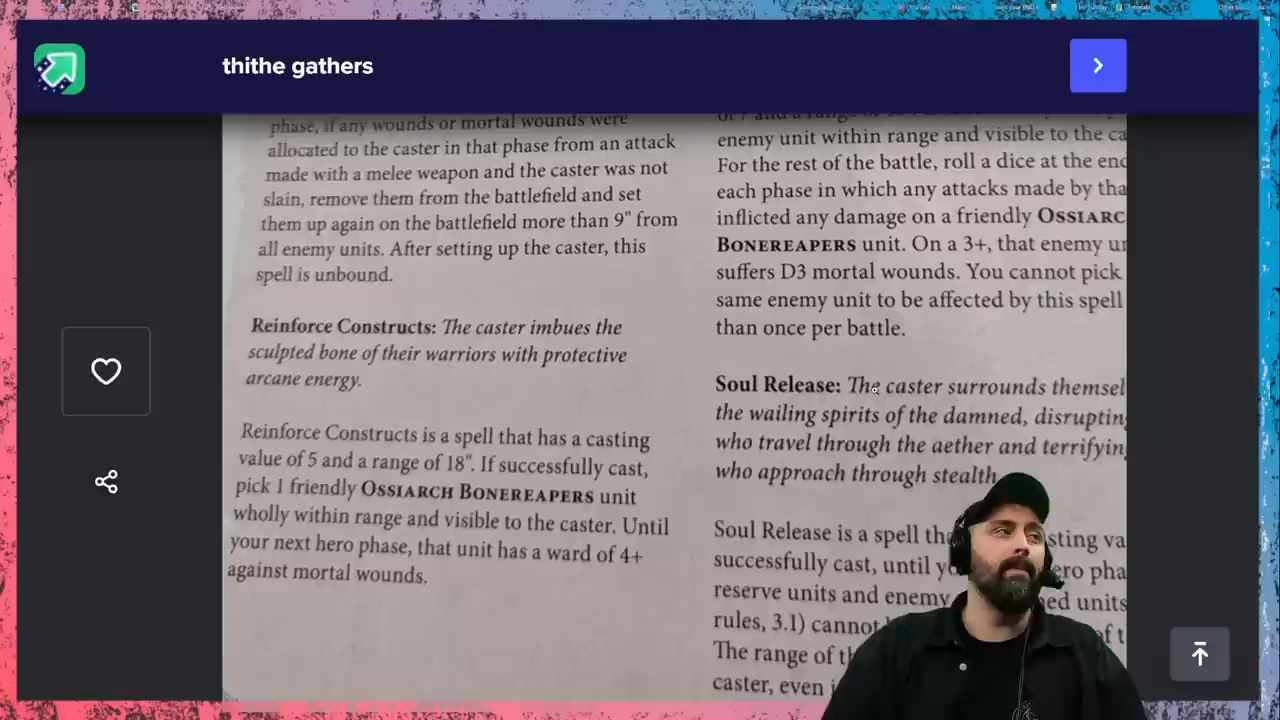 thithe gathers
phase, if any wounds or mortal wounds were
allocated to the caster in that phase from an attack
made with a melee weapon and the caster was not
slain, remove them from the battlefield and set
them up again on the battlefield more than 9" from
all enemy units. After setting up the caster, this
spell is unbound.
Reinforce Constructs: The caster imbues the
sculpted bone of their warriors with protective
arcane energy.
Reinforce Constructs is a spell that has a casting
value of 5 and a range of 18". If successfully cast,
pick 1 friendly OSSIARCH BONEREAPERS unit
wholly within range and visible to the caster. Until
your next hero phase, that unit has a ward of 4+
against mortal wounds.
enemy unit within range and visible to the ca
For the rest of the battle, roll a dice at the end
each phase in which any attacks made by tha
inflicted any damage on a friendly OSSIARC
BONEREAPERS unit. On a 3+, that enemy un
suffers D3 mortal wounds. You cannot pick
same enemy unit to be affected by this spell
than once per battle.
Soul Release: The caster surrounds themsel
the wailing spirits of the damned, disrupting
who travel through the aether and terrifying
who approach through stealth
Soul Release is a spell th sting va
successfully cast, until y ero pha
reserve units and enemy ed units
rules, 3.1) cannot of t
The range of th
caster, even i